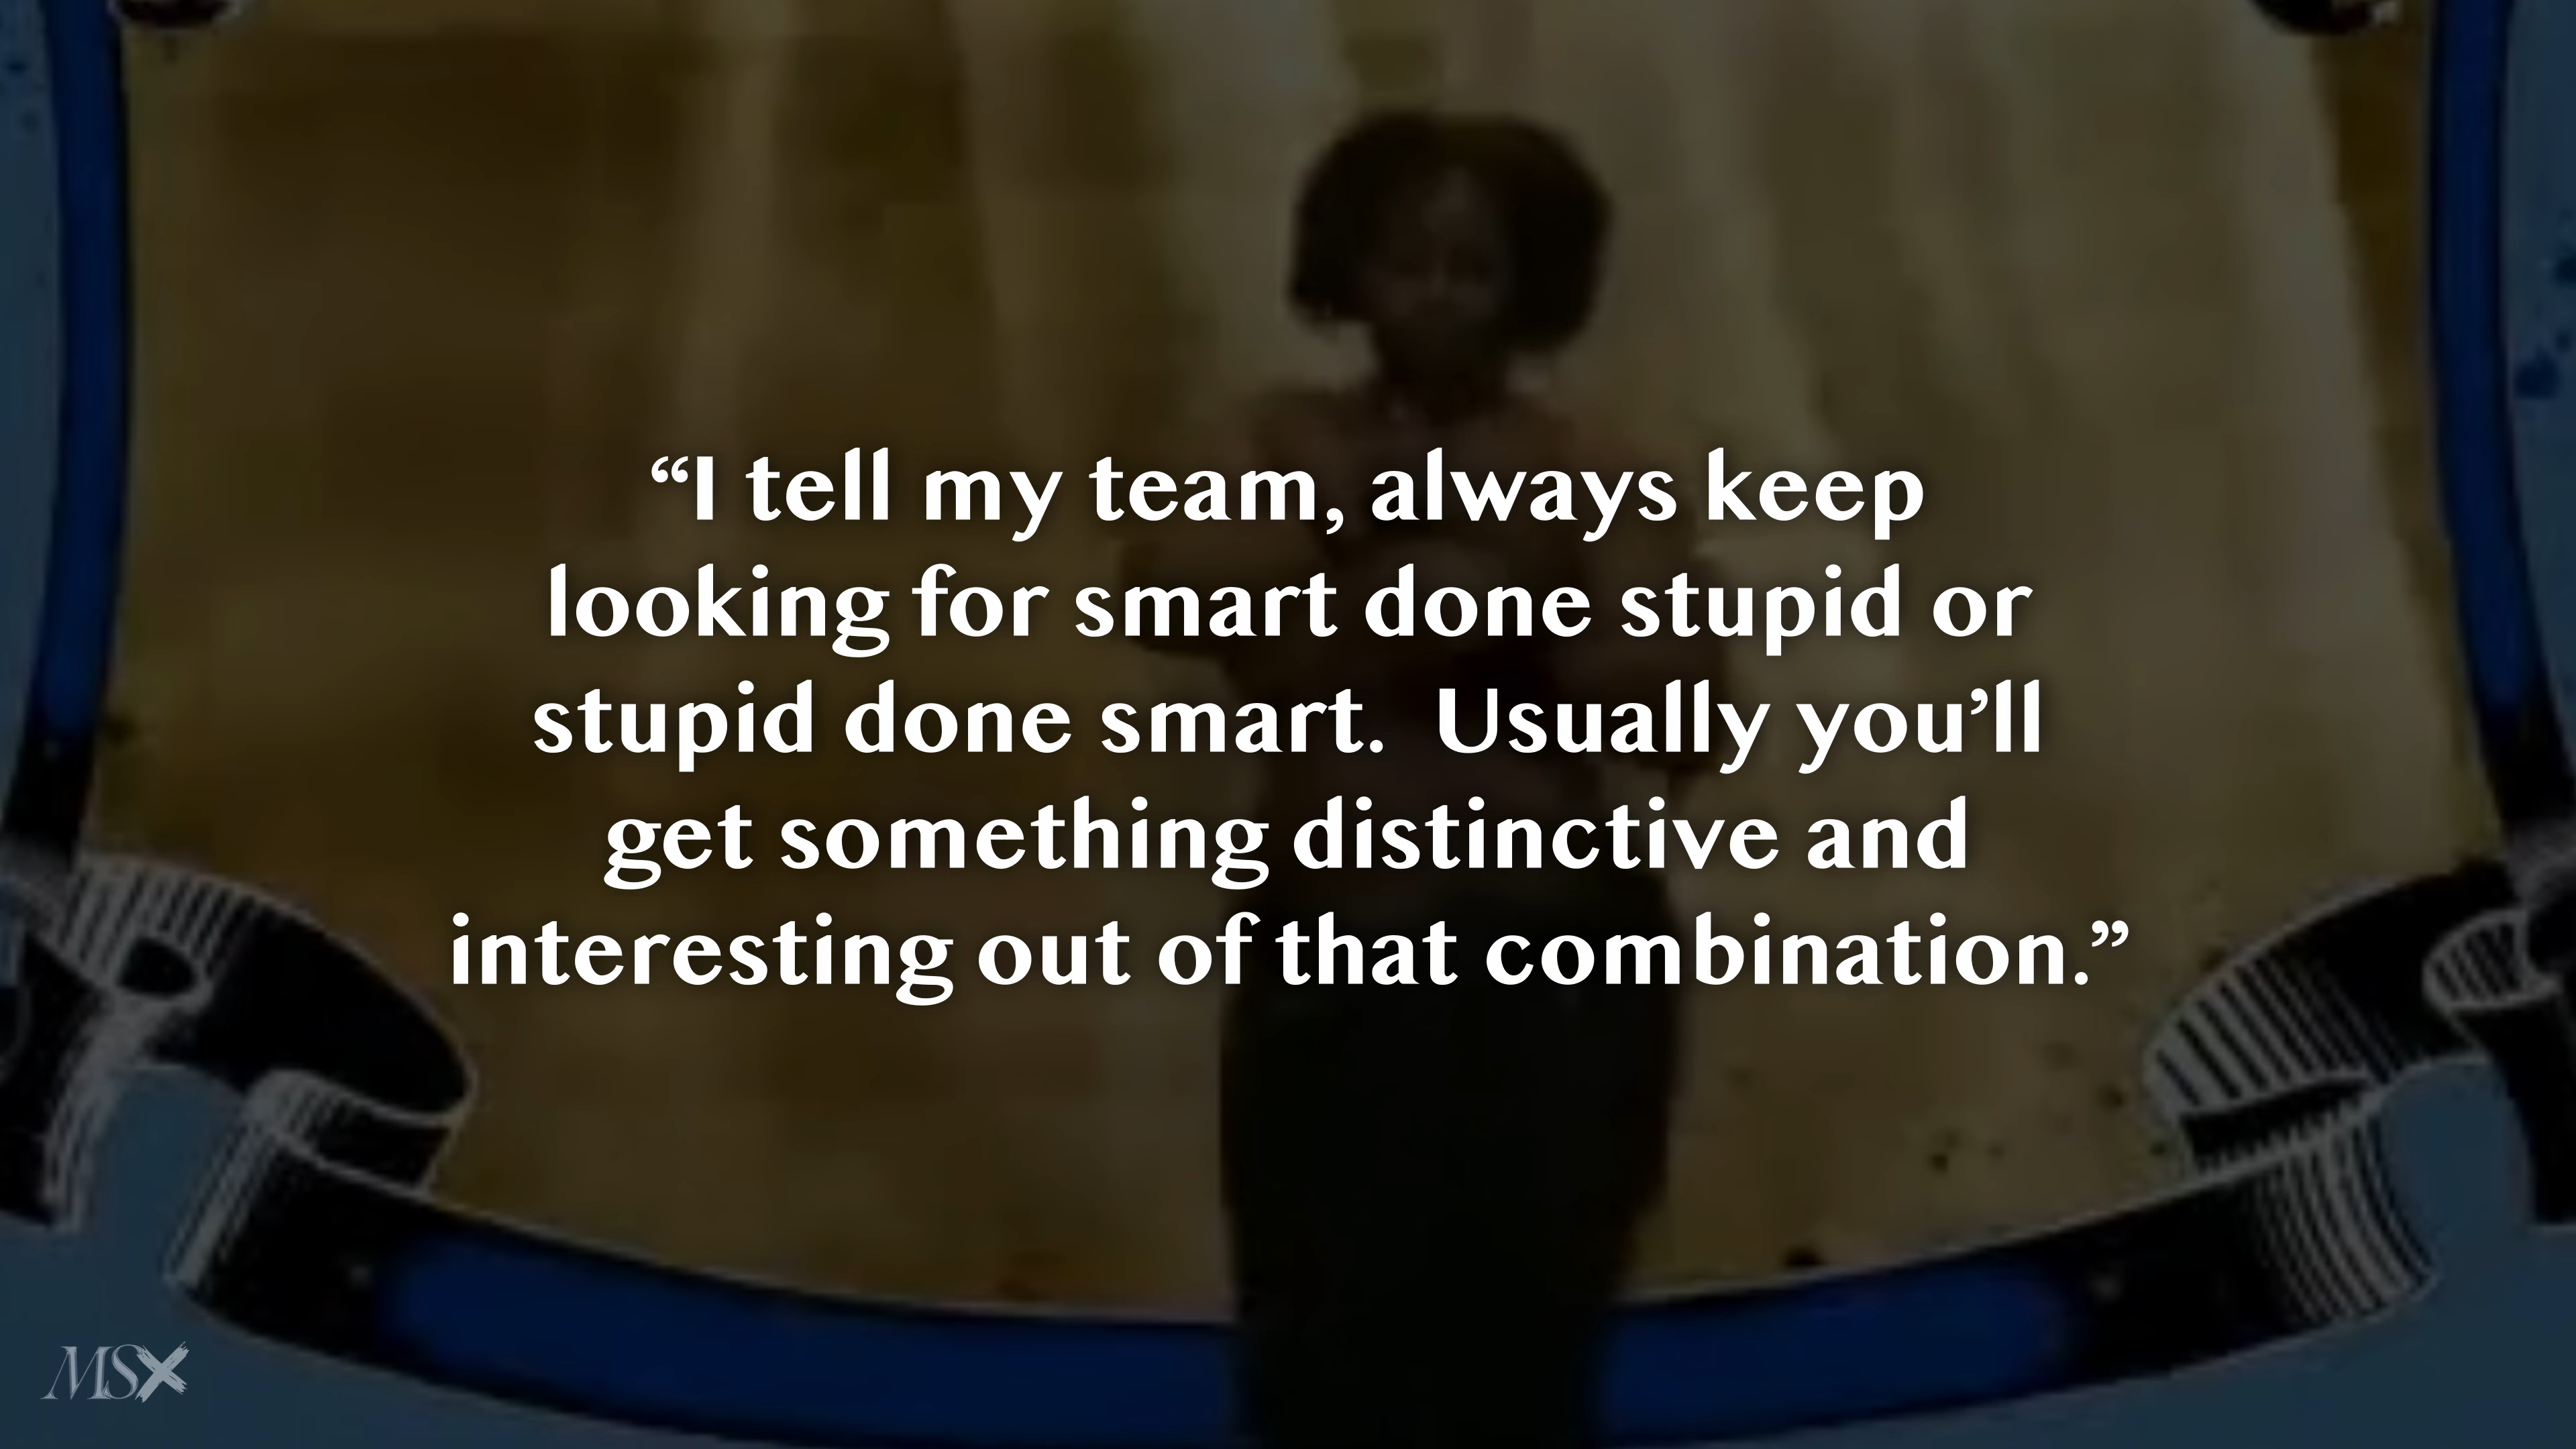 “I tell my team, always keep
looking for smart done stupid or
stupid done smart.  Usually you’ll
get something distinctive and
interesting out of that combination.”
MSX